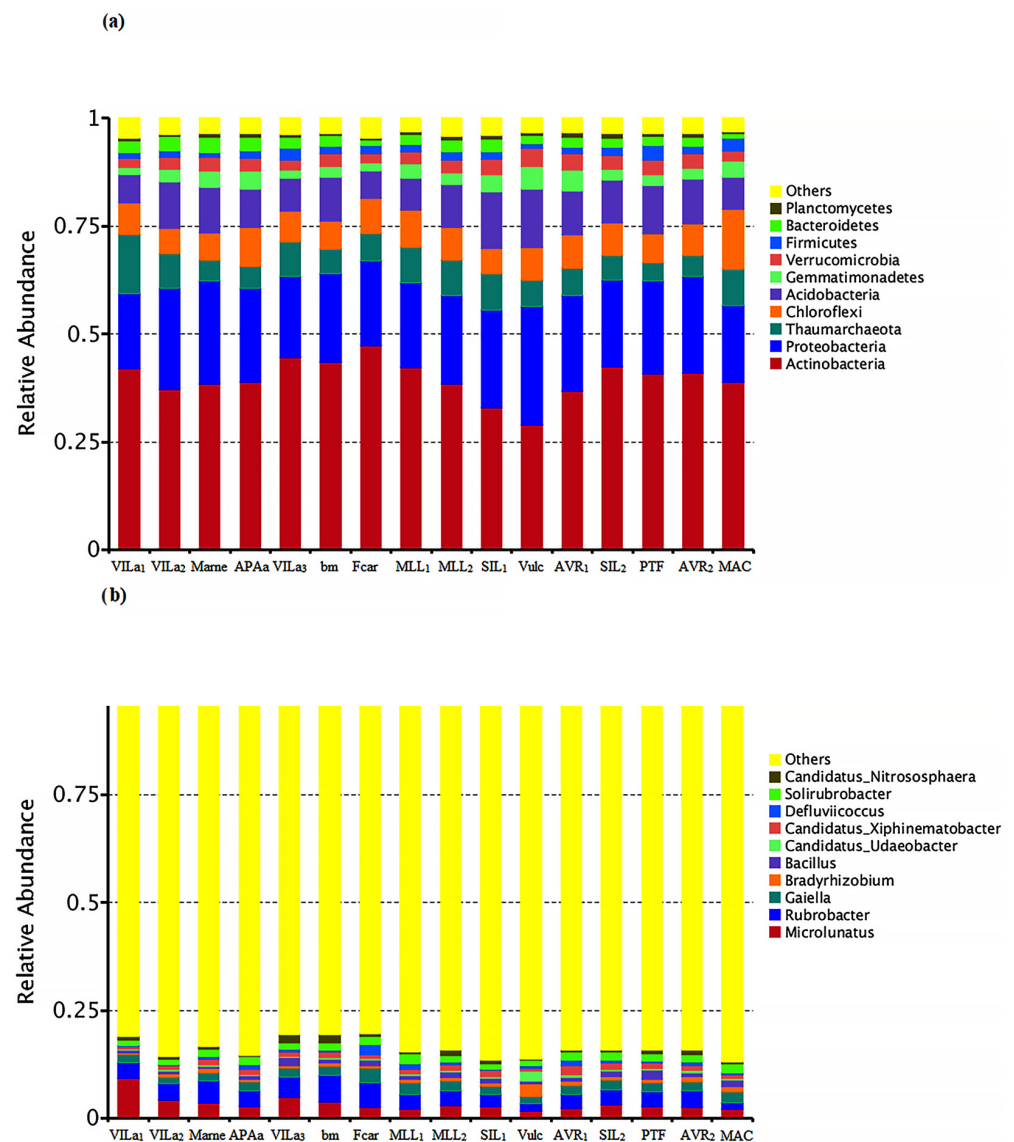 (a)
1
0.75
0.5
0.25
0
Relative Abundance
Others
Planctomycetes
Bacteroidetes
Firmicutes
Verrucomicrobia
Gemmatimonadetes
Acidobacteria
Chloroflexi
Thaumarchaeota
Proteobacteria
Actinobacteria
VILa1 VILa2 Mame APAa VILa3 bm Fcar MLL1 MLL2 SIL1 Vulc AVR1 SIL2 PTF AVR2 MAC
(b)
0.75
0.5
0.25
0
Relative Abundance
Others
Candidatus_Nitrososphaera
Solirubrobacter
Defluviicoccus
Candidatus_Xiphinematobacter
Candidatus_Udaeobacter
Bacillus
Bradyrhizobium
Gaiella
Rubrobacter
Microlunatus
VILa1 VILa2 Mame APAa VILa3 bm Fcar MLL1 MLL2 SIL1 Vulc AVR1 SIL2 PTF AVR2 MAC